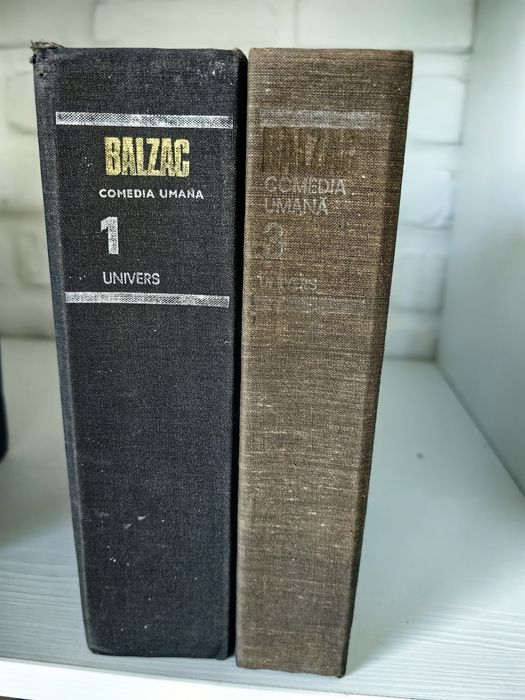 BALZAC
COMEDIA UMANĂ
1
UNIVERS
BALZAC
COMEDIA
UMANĂ
3
UNIVERS